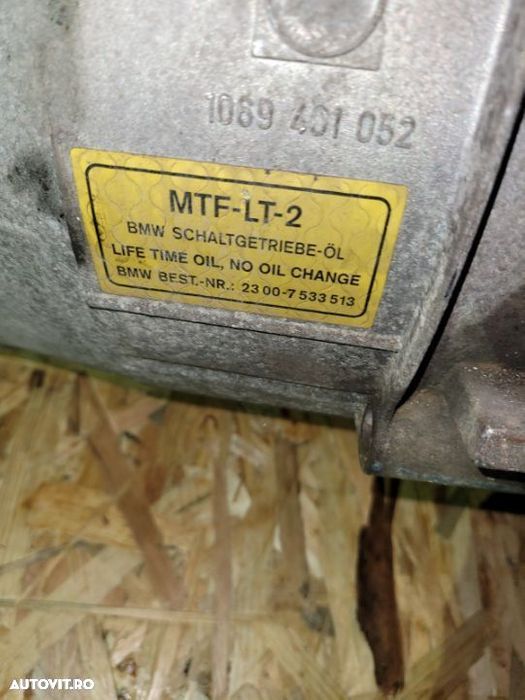 1069 401 052
MTF-LT-2
BMW SCHALTGETRIEBE-ÖL
LIFE TIME OIL, NO OIL CHANGE
BMW BEST.-NR.: 23 00-7 533 513
AUTOVIT.RO